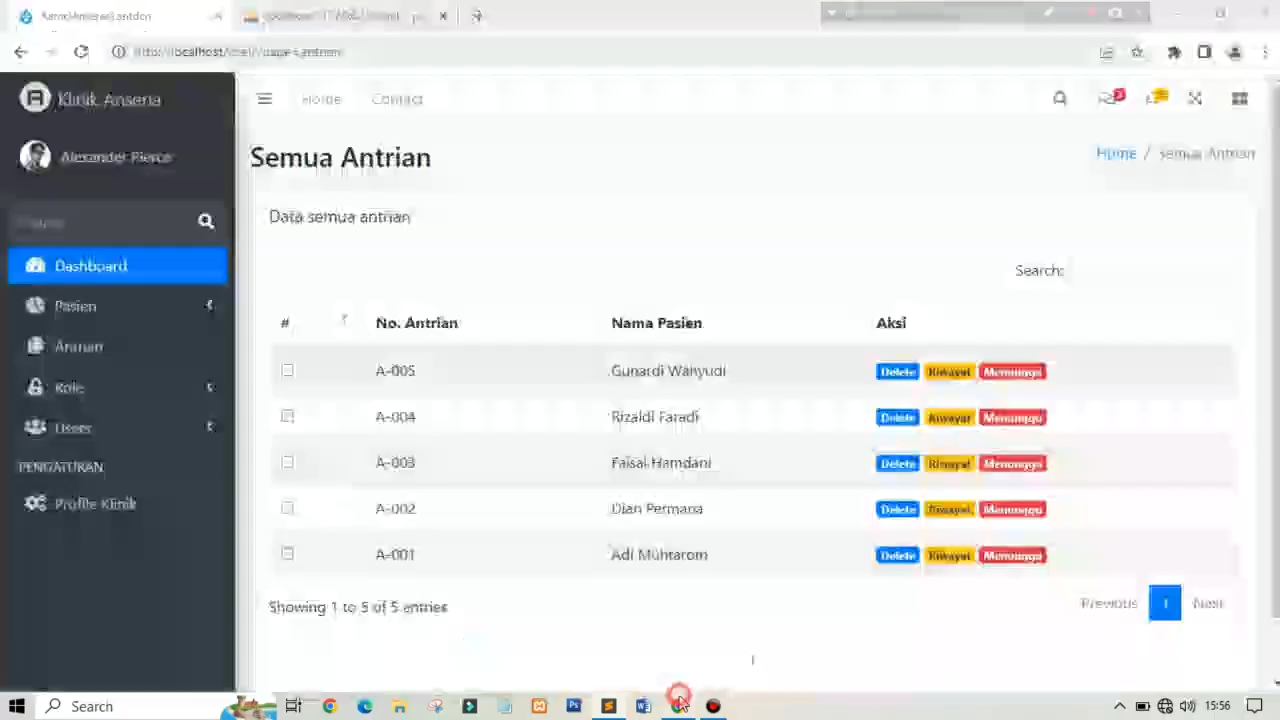 Klinik
Home
Contact
Alexander Pierce
Semua Antrian
Home / Semua Antrian
Data semua antrian
Dashboard
Search:
Pasien
# No. Antrian Nama Pasien Aksi
Antrian
A-005 Gunardi Wahyudi Delete Riwayat Menunggu
Role
A-004 Rizaldi Faradi Delete Riwayat Menunggu
User
A-003 Faisal Hamdani Delete Riwayat Menunggu
PENGATURAN
A-002 Dian Permana Delete Riwayat Menunggu
Profile Klinik
A-001 Adi Muhtarom Delete Riwayat Menunggu
Showing 1 to 5 of 5 entries
Previous 1 Next
Search
15:56